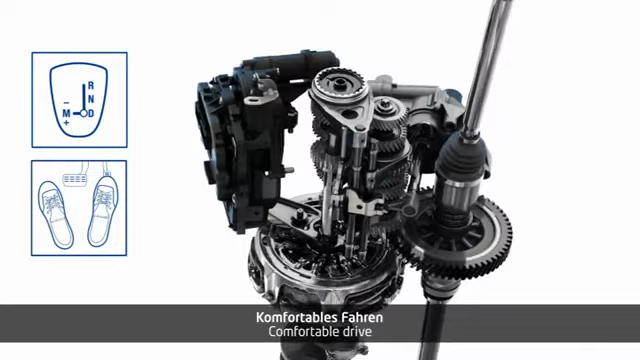 R
N
– M D
+
Komfortables Fahren
Comfortable drive